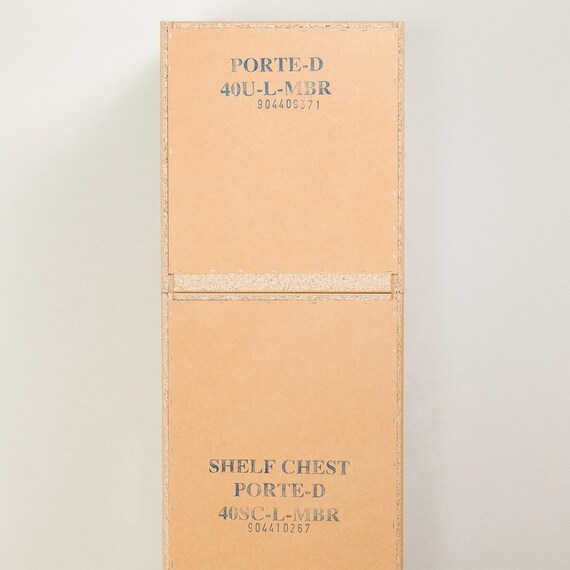 PORTE-D
40U-L-MBR
904409371
SHELF CHEST
PORTE-D
40SC-L-MBR
904410267